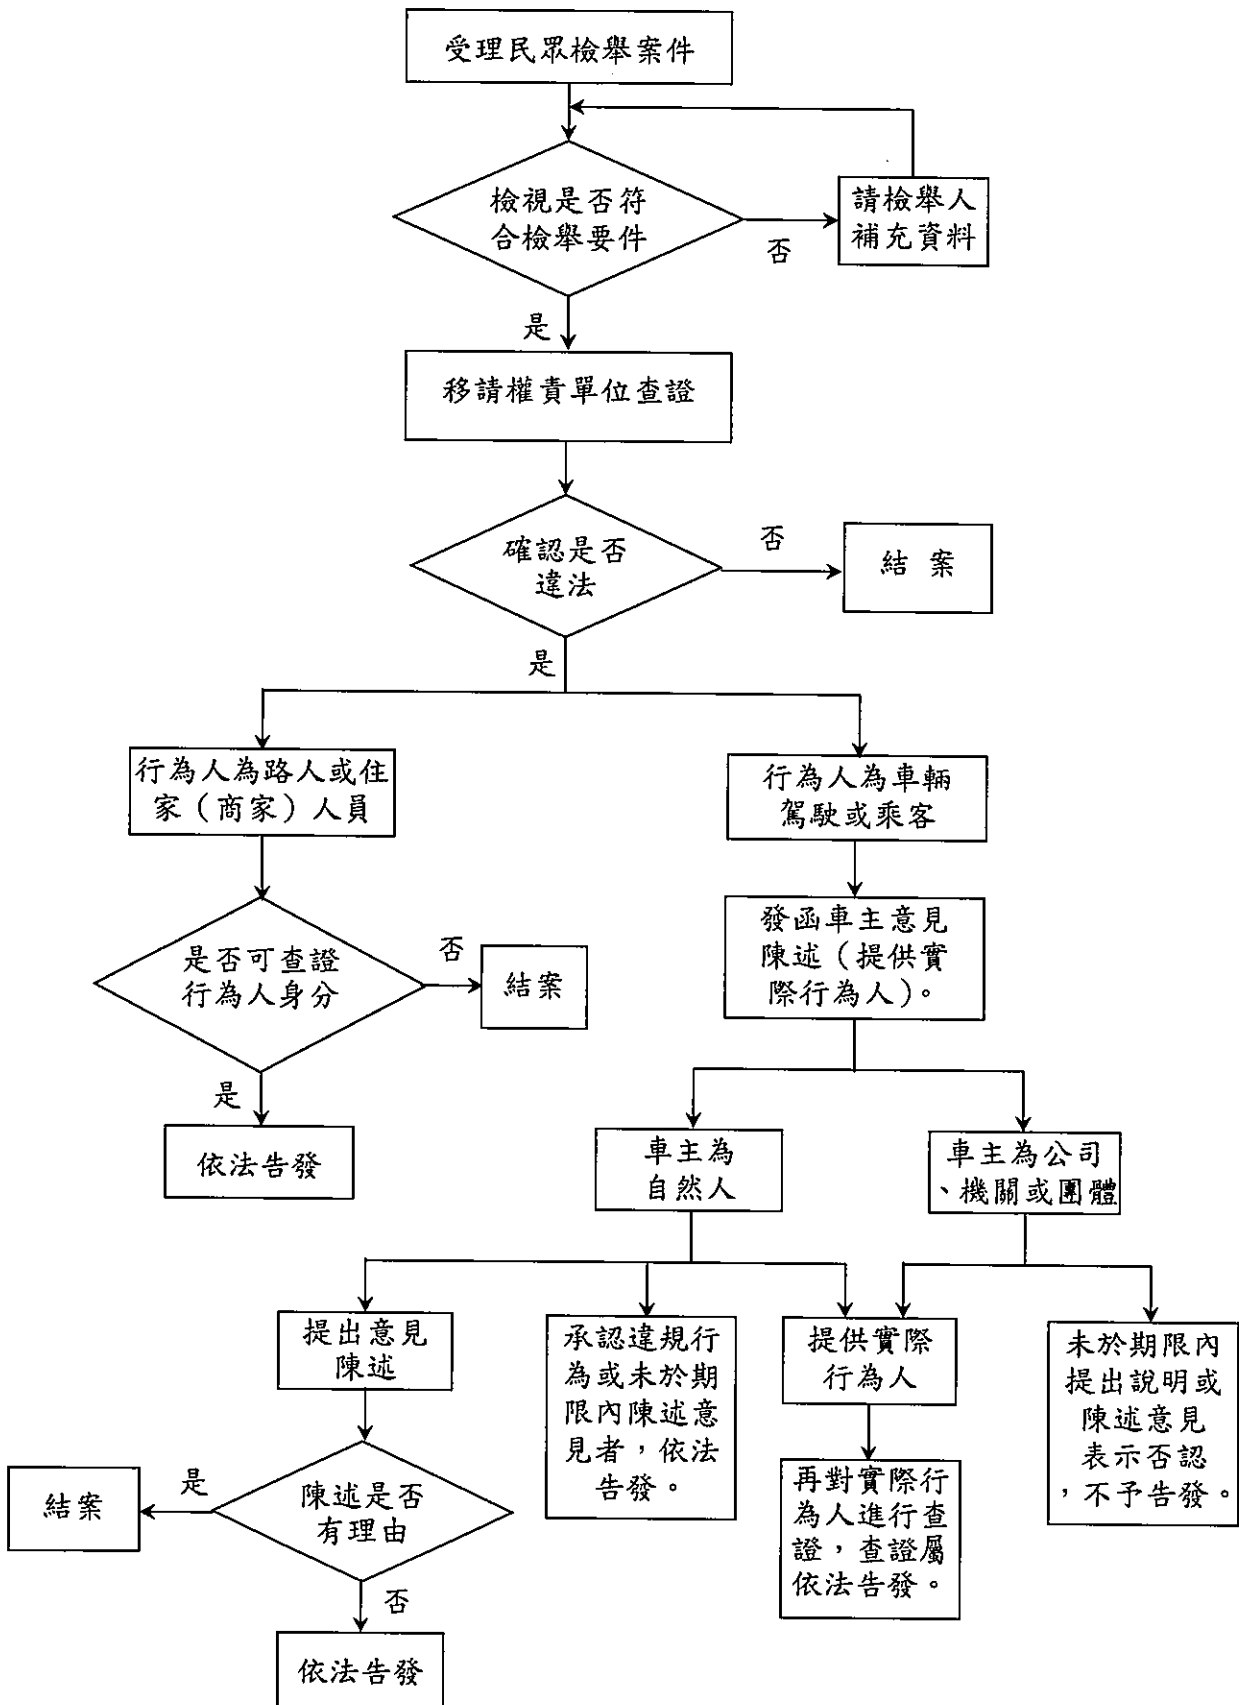 受理民眾檢舉案件
檢視是否符
合檢舉要件
否
請檢舉人
補充資料
是
移請權責單位查證
確認是否
違法
否
結案
是
行為人為路人或住
家（商家）人員
行為人為車輛
駕駛或乘客
是否可查證
行為人身分
否
結案
發函車主意見
陳述（提供實
際行為人）。
是
依法告發
車主為
自然人
車主為公司
、機關或團體
提出意見
陳述
承認違規行
為或未於期
限內陳述意
見者，依法
告發。
提供實際
行為人
未於期限內
提出說明或
陳述意見
表示否認
，不予告發。
陳述是否
有理由
是
結案
再對實際行
為人進行查
證，查證屬
依法告發。
否
依法告發